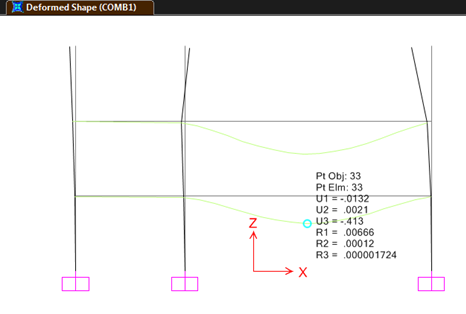 Deformed Shape (COMB1)
Pt Obj: 33
Pt Elm: 33
U1 = -.0132
U2 = .0021
U3 = -.413
R1 = .00666
R2 = .00012
R3 = .000001724
Z
X